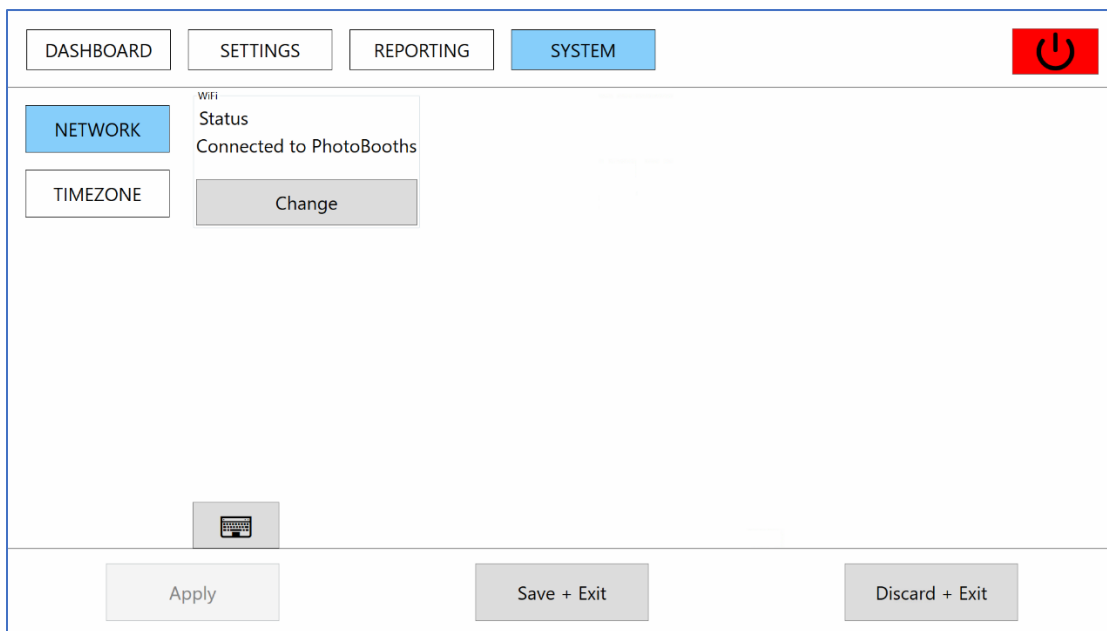 DASHBOARD SETTINGS REPORTING SYSTEM
NETWORK
TIMEZONE
WiFi
Status
Connected to PhotoBooths
Change
Apply Save + Exit Discard + Exit